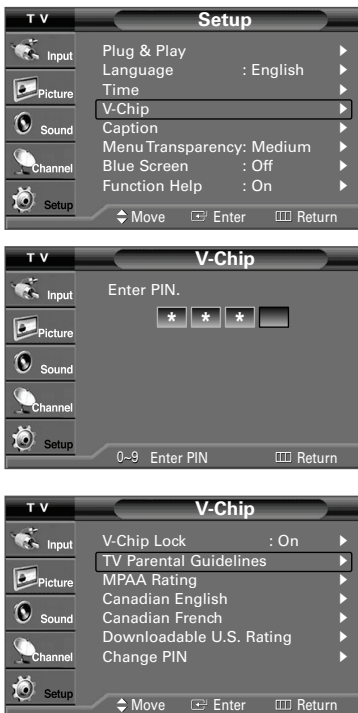 T V
Setup
Input
Picture
Sound
Channel
Setup
Plug & Play
Language : English
Time
V-Chip
Caption
Menu Transparency: Medium
Blue Screen : Off
Function Help : On
Move Enter Return
T V
V-Chip
Input
Picture
Sound
Channel
Setup
Enter PIN.
* * *
0~9 Enter PIN Return
T V
V-Chip
Input
Picture
Sound
Channel
Setup
V-Chip Lock : On
TV Parental Guidelines
MPAA Rating
Canadian English
Canadian French
Downloadable U.S. Rating
Change PIN
Move Enter Return